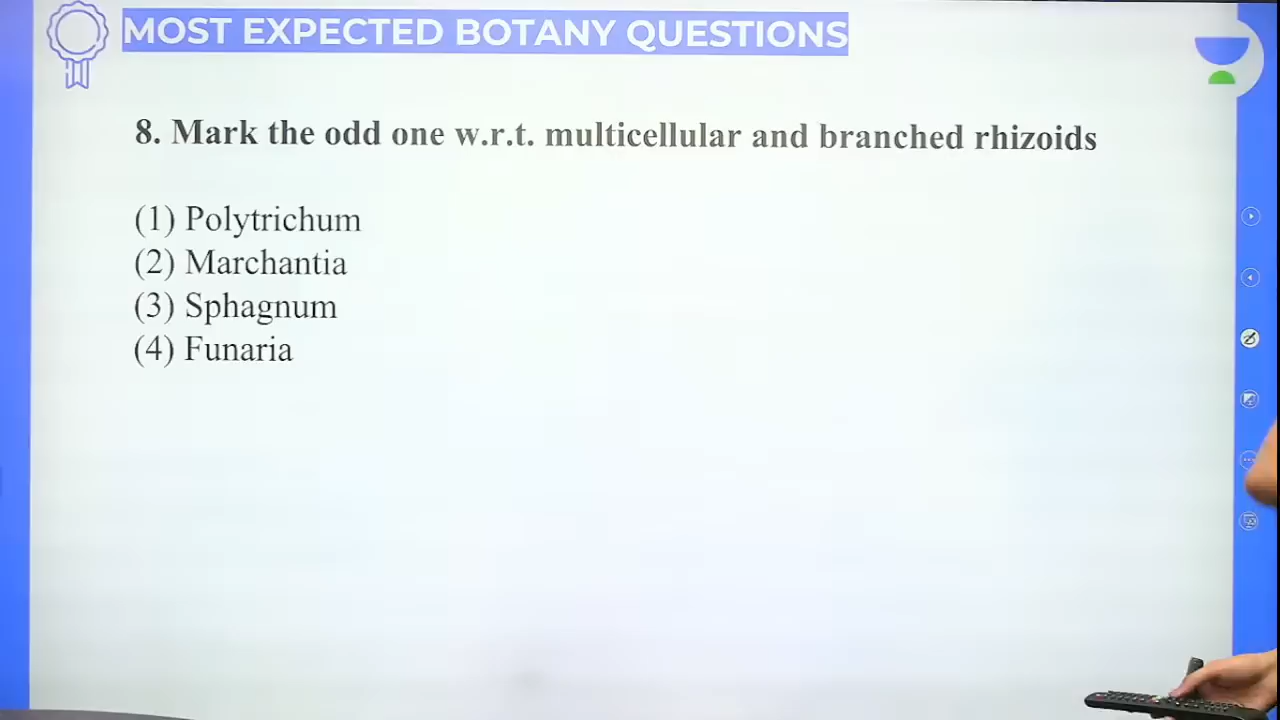 MOST EXPECTED BOTANY QUESTIONS
8. Mark the odd one w.r.t. multicellular and branched rhizoids
(1) Polytrichum
(2) Marchantia
(3) Sphagnum
(4) Funaria